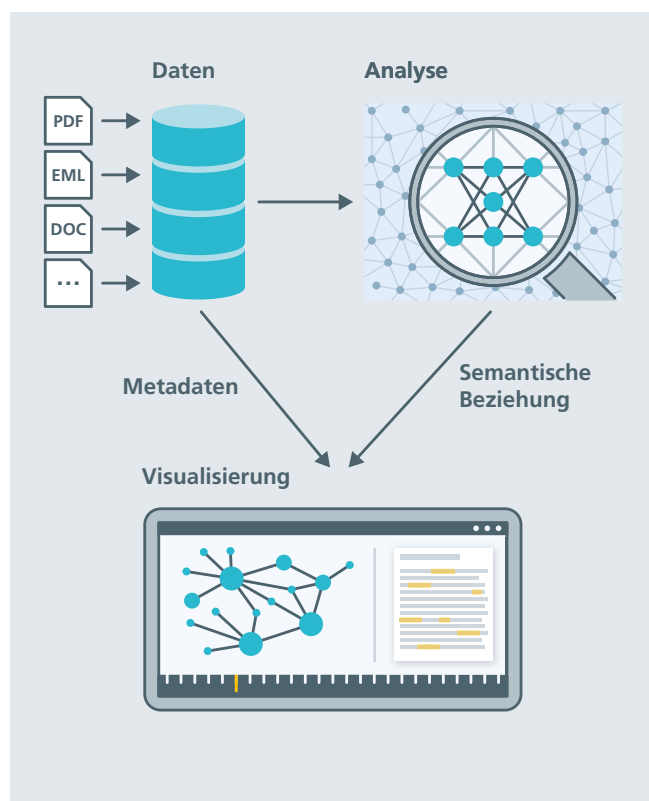 Daten
Analyse
PDF
EML
DOC
...
Metadaten
Semantische
Beziehung
Visualisierung